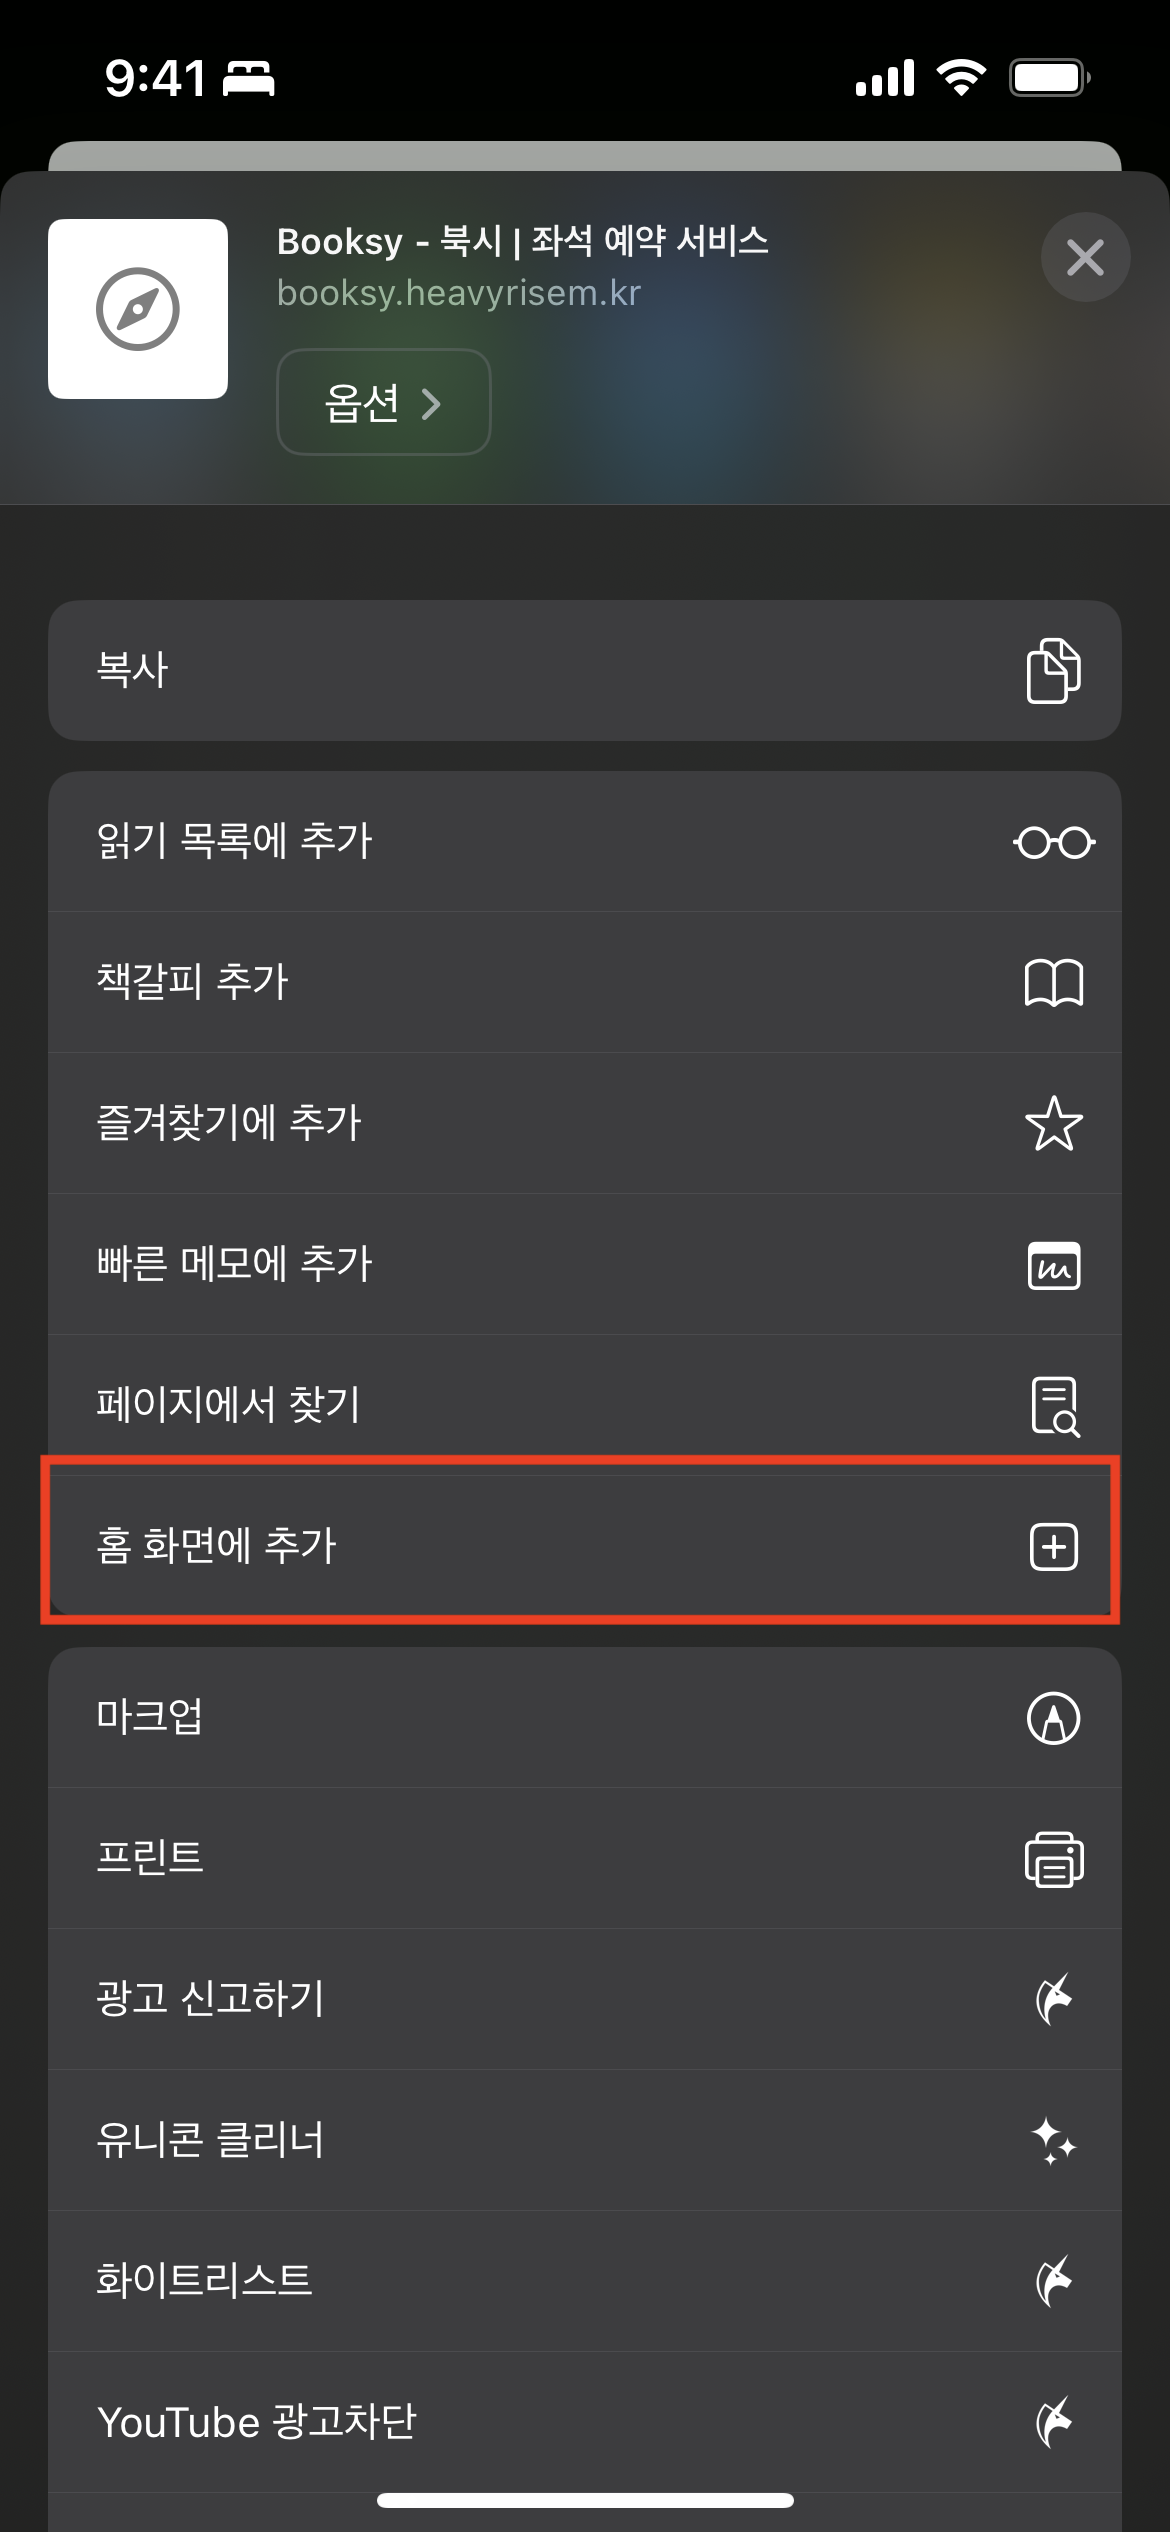 9:41
Booksy - 북시 | 좌석 예약 서비스
booksy.heavyrisem.kr
옵션
복사
읽기 목록에 추가
책갈피 추가
즐겨찾기에 추가
빠른 메모에 추가
페이지에서 찾기
홈 화면에 추가
마크업
프린트
광고 신고하기
유니콘 클리너
화이트리스트
YouTube 광고차단